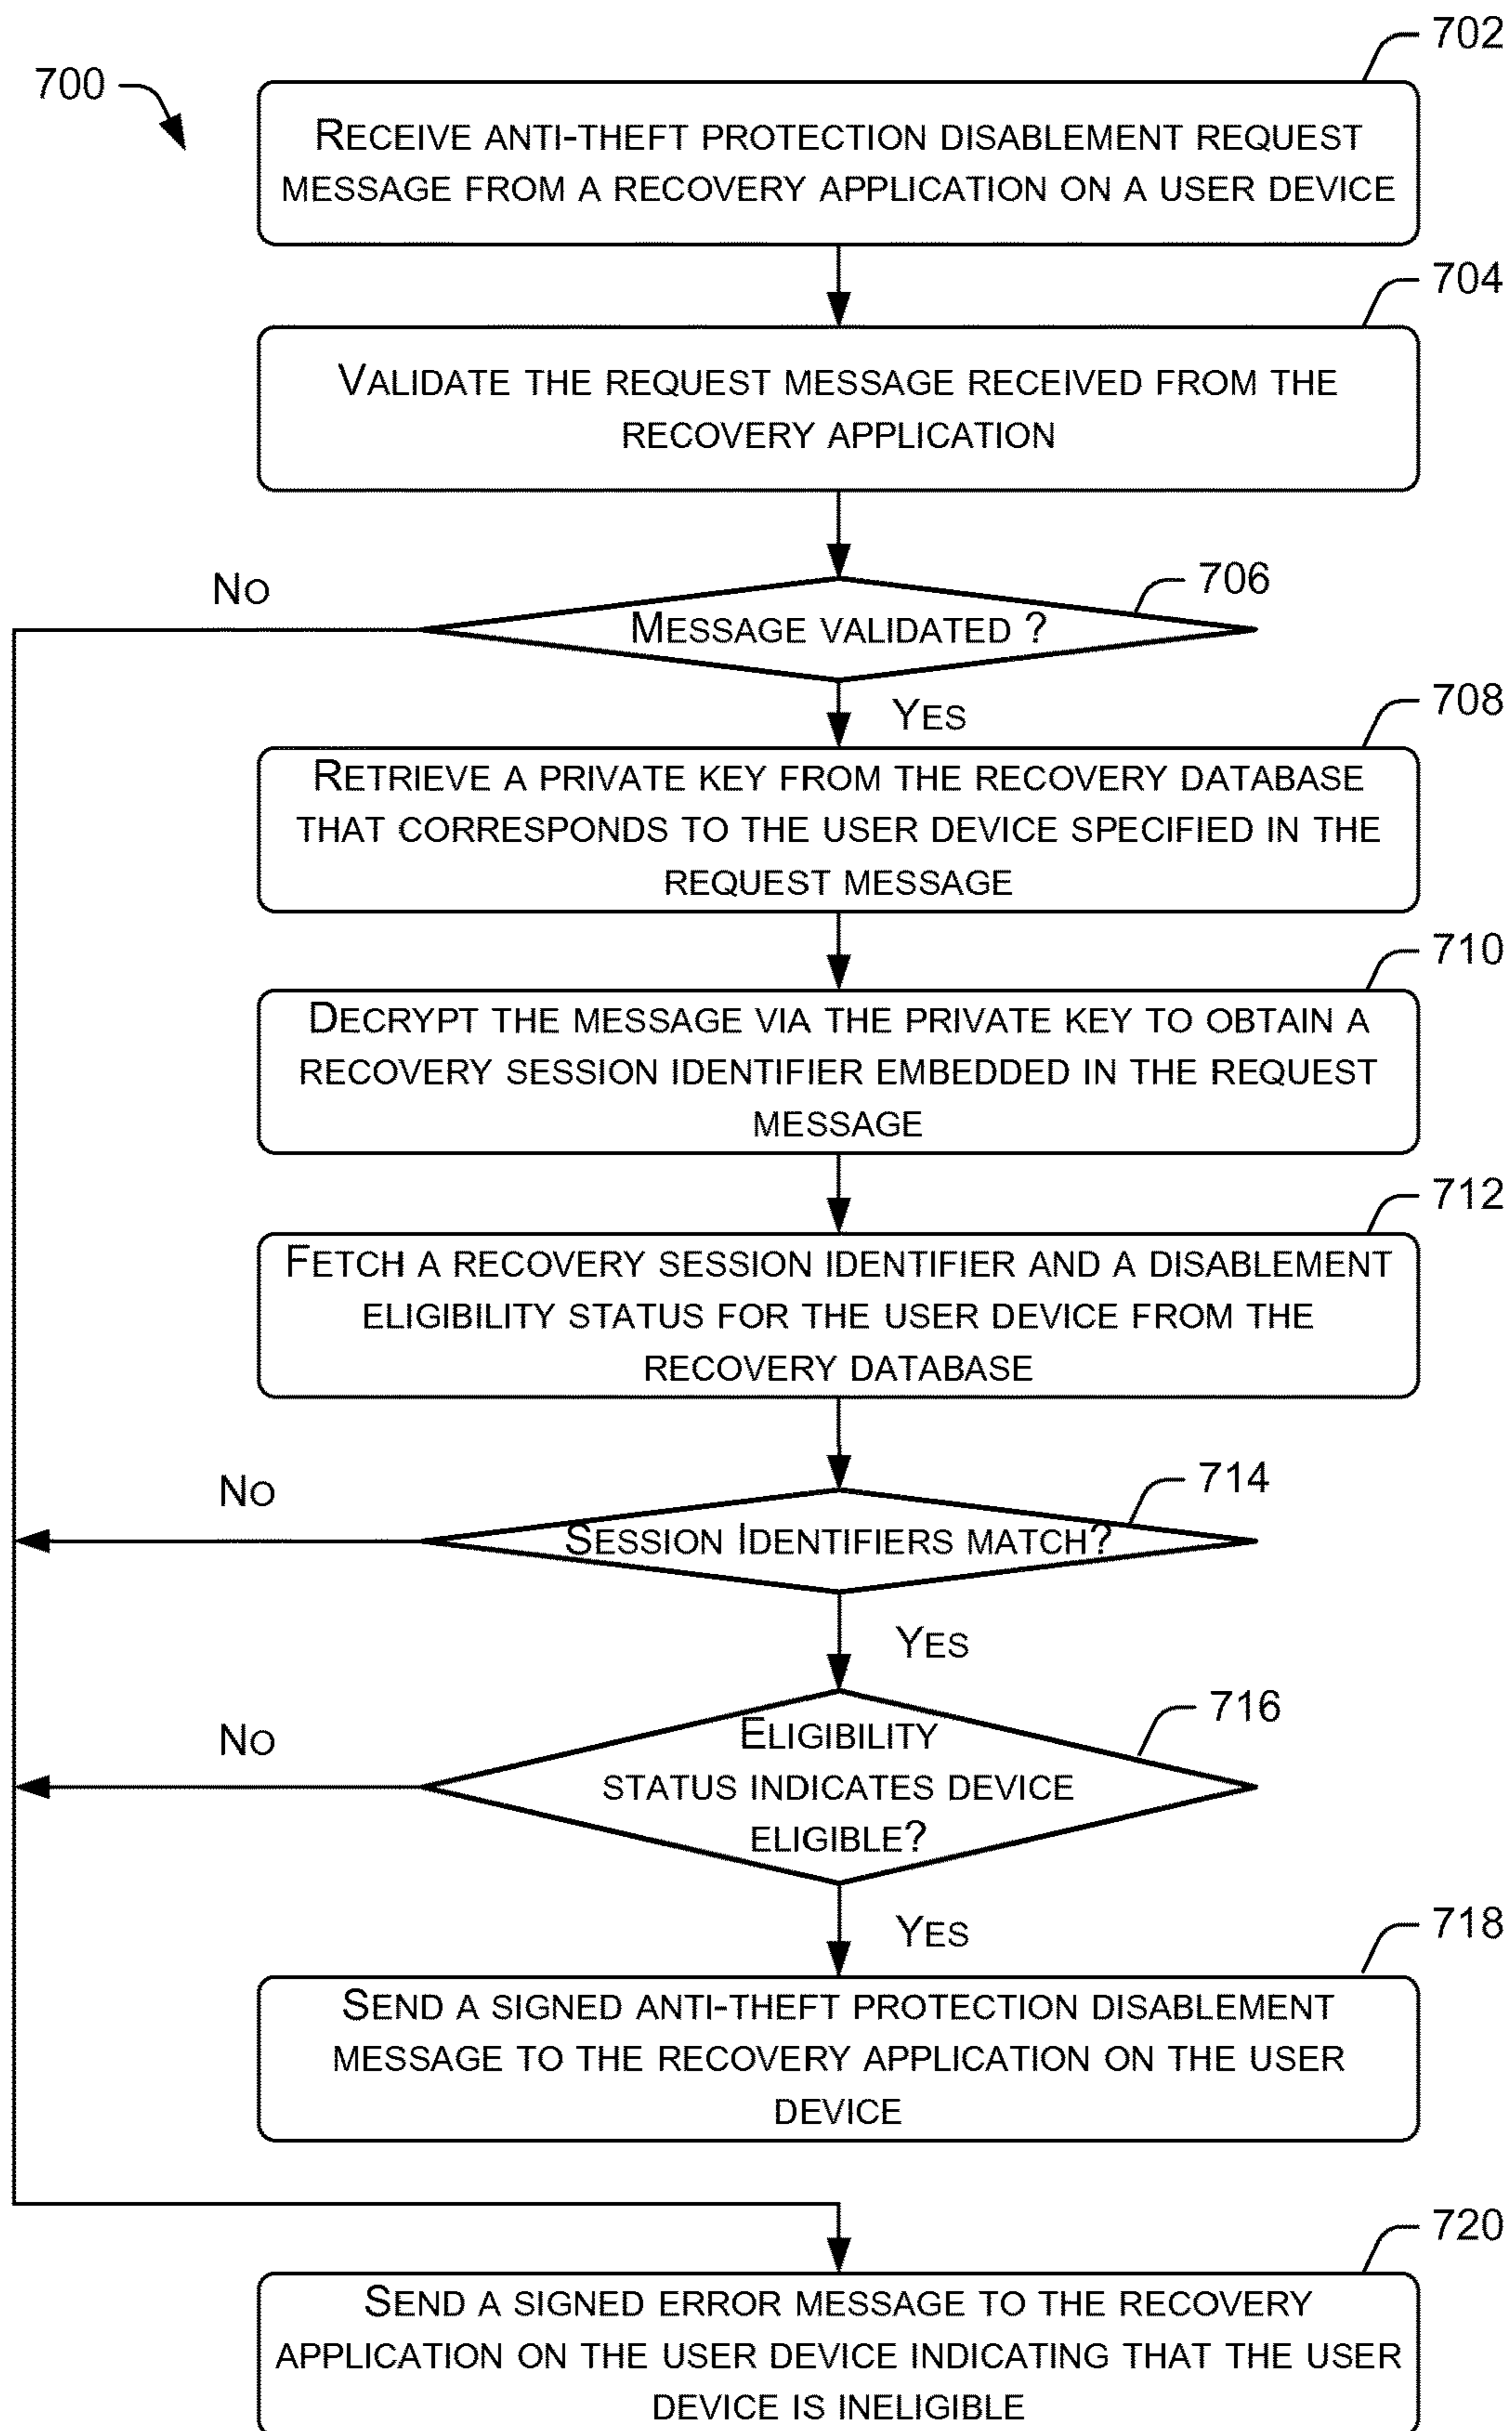 702
700
RECEIVE ANTI-THEFT PROTECTION DISABLEMENT REQUEST
MESSAGE FROM A RECOVERY APPLICATION ON A USER DEVICE
704
VALIDATE THE REQUEST MESSAGE RECEIVED FROM THE
RECOVERY APPLICATION
706
NO
MESSAGE VALIDATED ?
YES
708
RETRIEVE A PRIVATE KEY FROM THE RECOVERY DATABASE
THAT CORRESPONDS TO THE USER DEVICE SPECIFIED IN THE
REQUEST MESSAGE
710
DECRYPT THE MESSAGE VIA THE PRIVATE KEY TO OBTAIN A
RECOVERY SESSION IDENTIFIER EMBEDDED IN THE REQUEST
MESSAGE
712
FETCH A RECOVERY SESSION IDENTIFIER AND A DISABLEMENT
ELIGIBILITY STATUS FOR THE USER DEVICE FROM THE
RECOVERY DATABASE
714
NO
SESSION IDENTIFIERS MATCH?
YES
716
NO
ELIGIBILITY
STATUS INDICATES DEVICE
ELIGIBLE?
YES
718
SEND A SIGNED ANTI-THEFT PROTECTION DISABLEMENT
MESSAGE TO THE RECOVERY APPLICATION ON THE USER
DEVICE
720
SEND A SIGNED ERROR MESSAGE TO THE RECOVERY
APPLICATION ON THE USER DEVICE INDICATING THAT THE USER
DEVICE IS INELIGIBLE